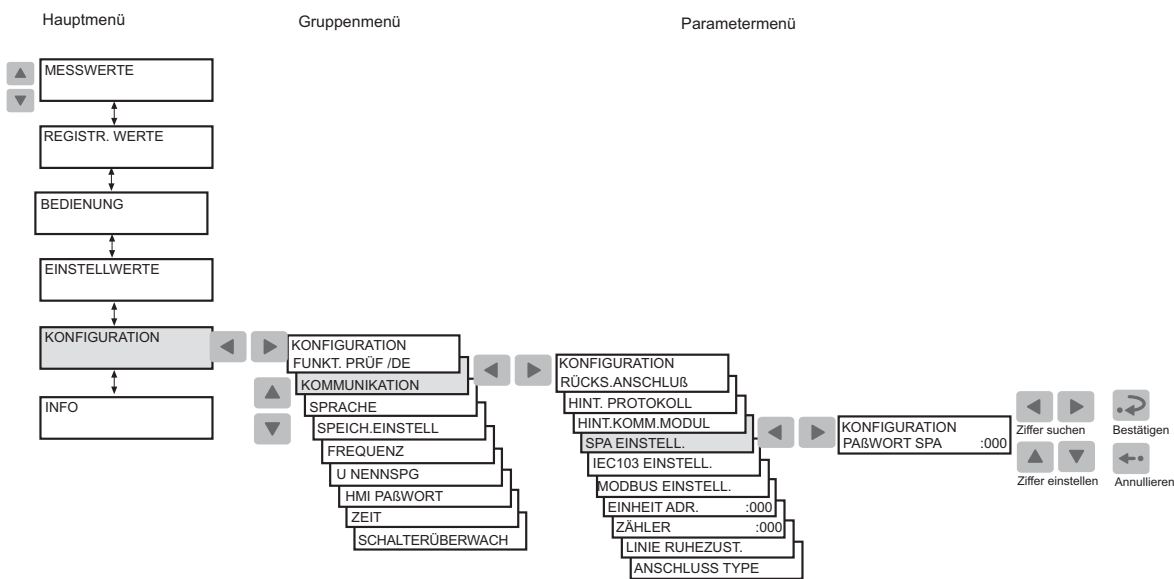 Hauptmenü
Gruppenmenü
Parametermenü
MESSWERTE
REGISTR. WERTE
BEDIENUNG
EINSTELLWERTE
KONFIGURATION
INFO
KONFIGURATION
FUNKT. PRÜF /DE
KOMMUNIKATION
SPRACHE
SPEICH.EINSTELL
FREQUENZ
U NENNSPG
HMI PAßWORT
ZEIT
SCHALTERÜBERWACH
KONFIGURATION
RÜCKS.ANSCHLUß
HINT. PROTOKOLL
HINT.KOMM.MODUL
SPA EINSTELL.
IEC103 EINSTELL.
MODBUS EINSTELL.
EINHEIT ADR. :000
ZÄHLER :000
LINIE RUHEZUST.
ANSCHLUSS TYPE
KONFIGURATION
PAßWORT SPA :000
Ziffer suchen
Bestätigen
Ziffer einstellen
Annullieren